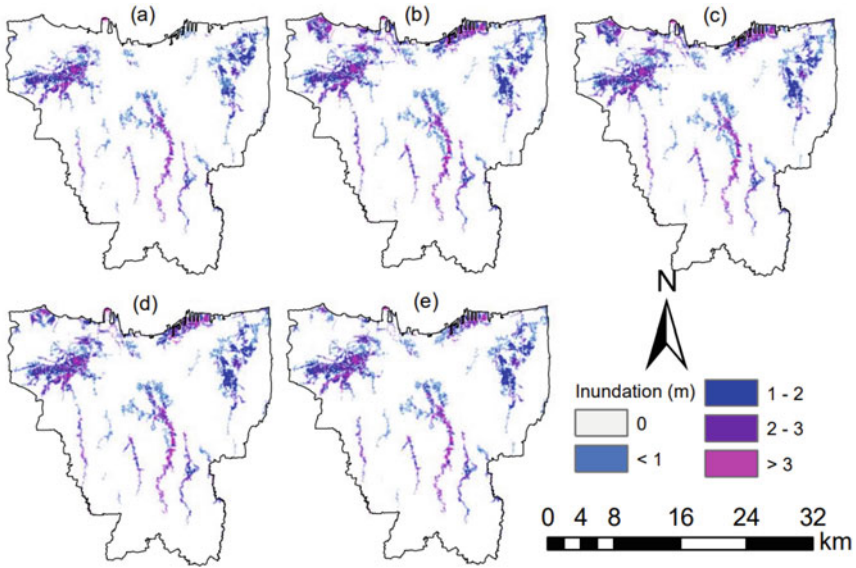 (a)
(b)
(c)
(d)
(e)
N
Inundation (m)
0
< 1
1 - 2
2 - 3
> 3
0 4 8 16 24 32
km